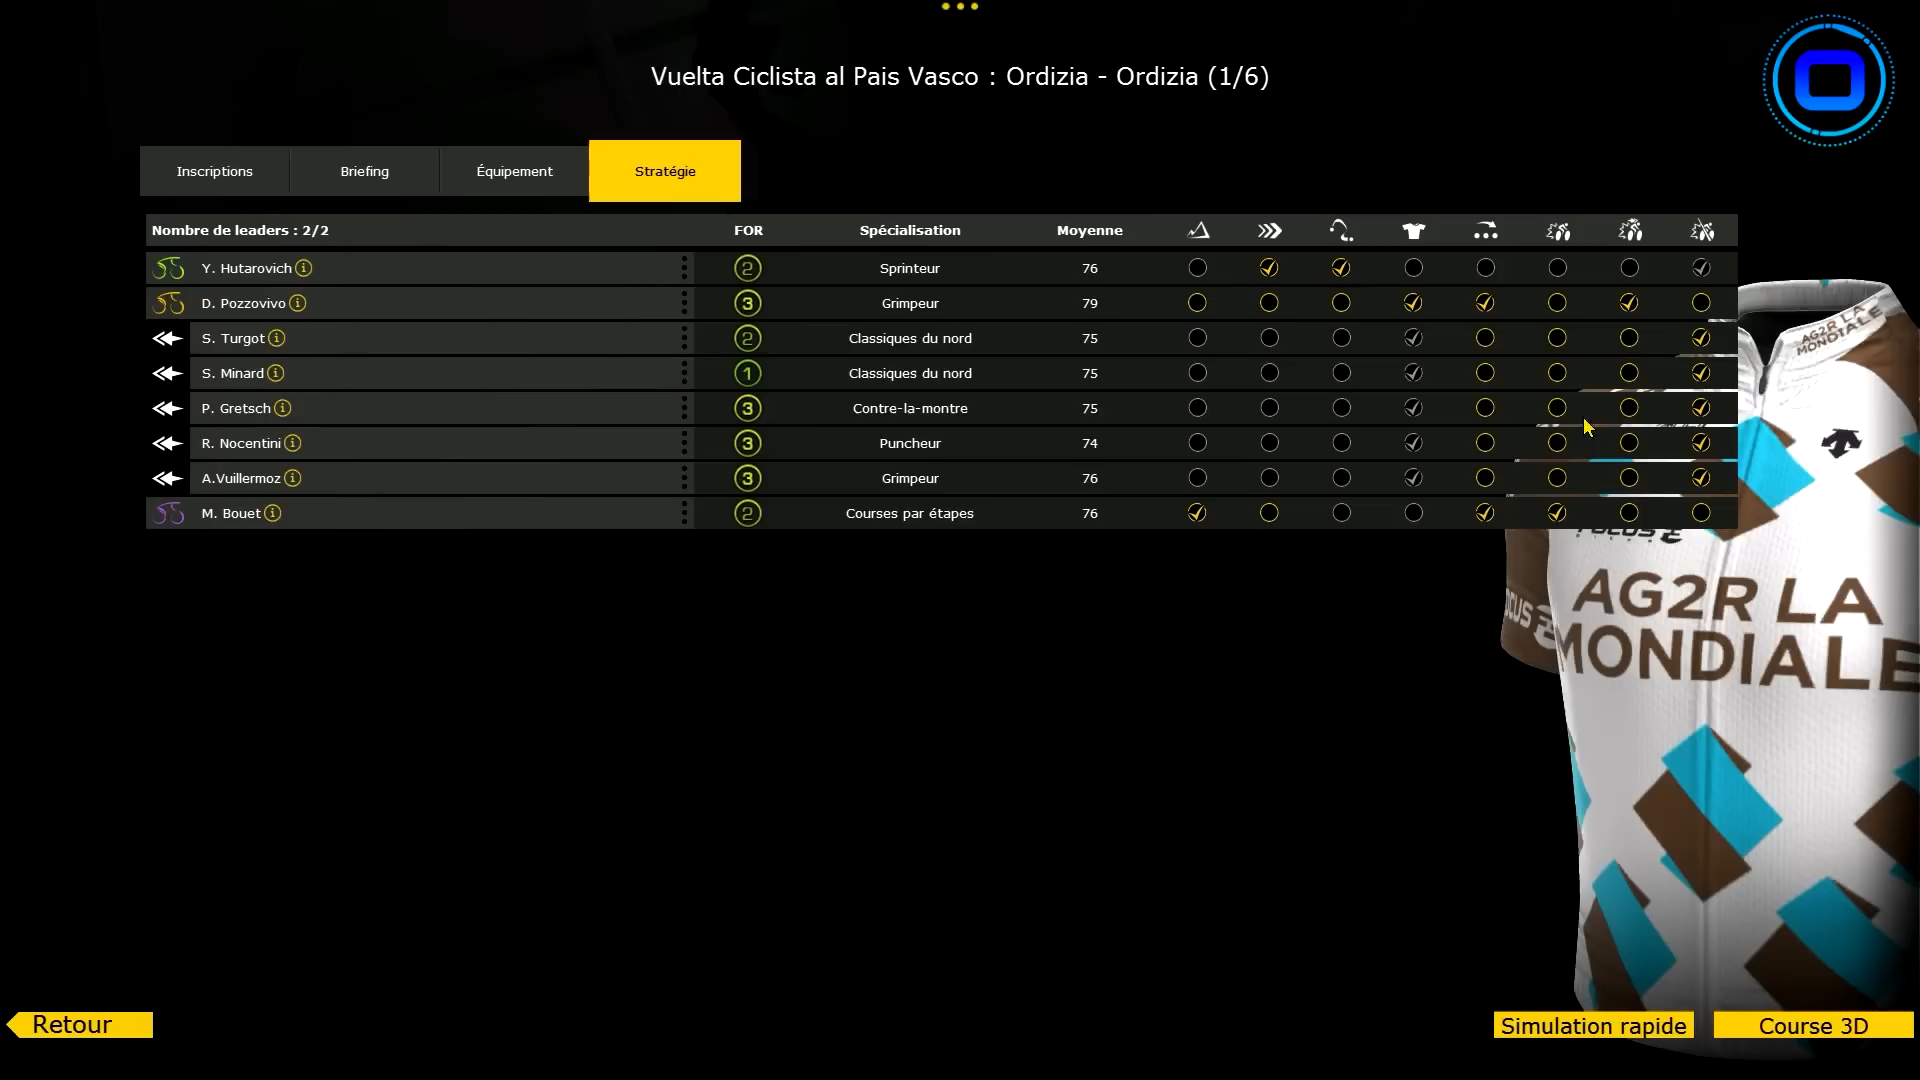 Vuelta Ciclista al Pais Vasco : Ordizia - Ordizia (1/6)
Inscriptions Briefing Équipement Stratégie
Nombre de leaders : 2/2 FOR Spécialisation Moyenne
Y. Hutarovich 2 Sprinteur 76
D. Pozzovivo 3 Grimpeur 79
S. Turgot 2 Classiques du nord 75
S. Minard 1 Classiques du nord 75
P. Gretsch 3 Contre-la-montre 75
R. Nocentini 3 Puncheur 74
A.Vuillermoz 3 Grimpeur 76
M. Bouet 2 Courses par étapes 76
AG2R LA
MONDIALE
AG2R LA
MONDIALE
Retour
Simulation rapide
Course 3D